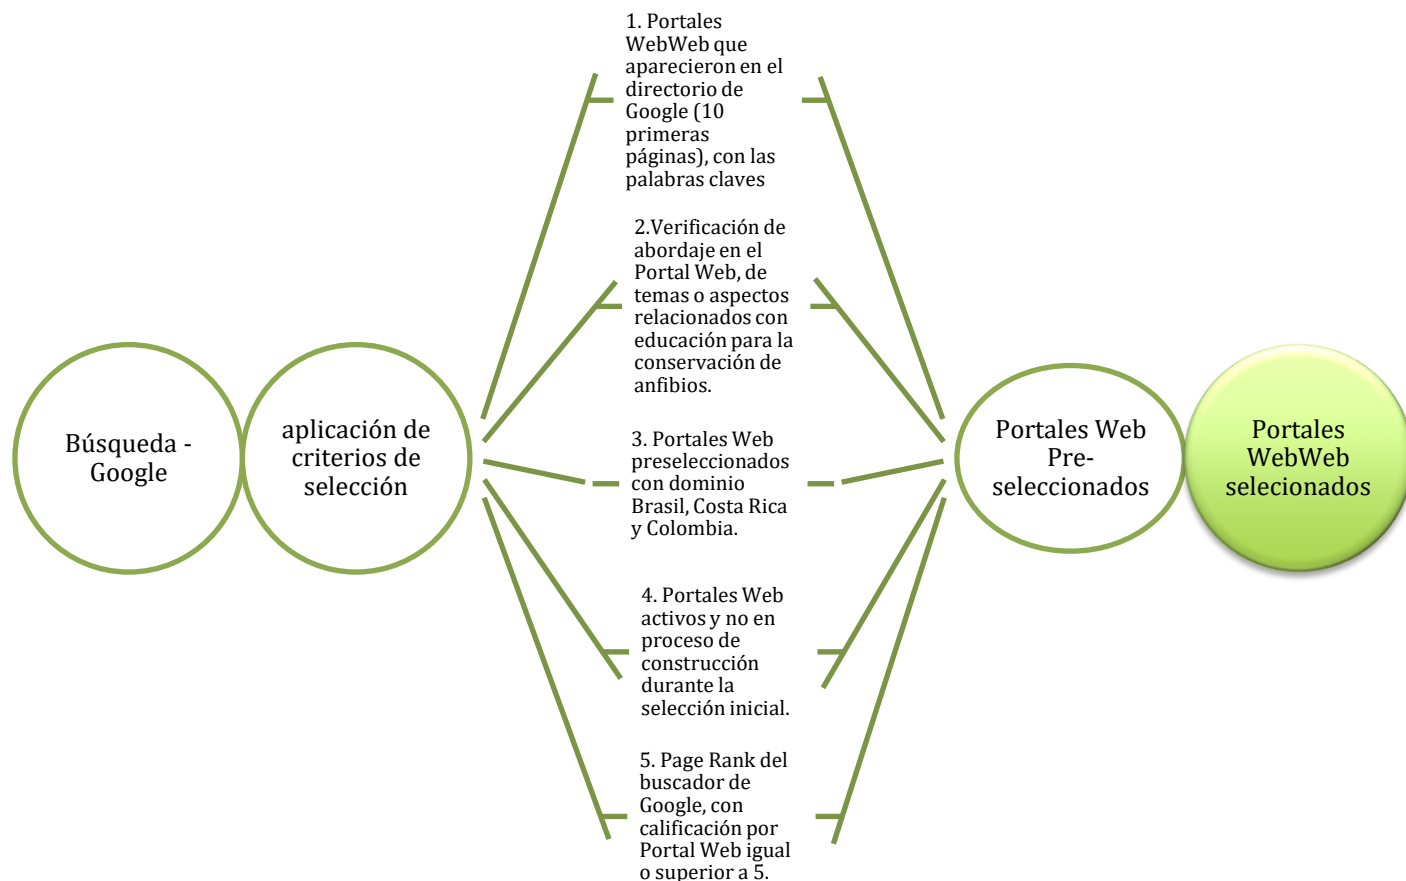 Búsqueda -
Google
aplicación de
criterios de
selección
1. Portales
WebWeb que
aparecieron en el
directorio de
Google (10
primeras
páginas), con las
palabras claves
2.Verificación de
abordaje en el
Portal Web, de
temas o aspectos
relacionados con
educación para la
conservación de
anfibios.
3. Portales Web
preseleccionados
con dominio
Brasil, Costa Rica
y Colombia.
4. Portales Web
activos y no en
proceso de
construcción
durante la
selección inicial.
5. Page Rank del
buscador de
Google, con
calificación por
Portal Web igual
o superior a 5.
Portales Web
Pre-
seleccionados
Portales
WebWeb
selecionados